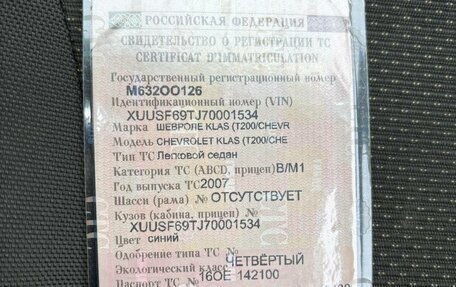 РОССИЙСКАЯ ФЕДЕРАЦИЯ
СВИДЕТЕЛЬСТВО О РЕГИСТРАЦИИ ТС
CERTIFICAT D'IMMATRICULATION
Государственный регистрационный номер
М632ОО126
Идентификационный номер (VIN)
XUUSF69TJ70001534
Марка ШЕВРОЛЕ KLAS (T200/CHEVR
Модель CHEVROLET KLAS (T200/CHE
Тип ТС Легковой седан
Категория ТС (ABCD, прицеп) B/M1
Год выпуска ТС 2007
Шасси (рама) № ОТСУТСТВУЕТ
Кузов (кабина, прицеп) №
XUUSF69TJ70001534
Цвет синий
Одобрение типа ТС №
Экологический класс ЧЕТВЁРТЫЙ
Паспорт ТС № 16ОЕ 142100